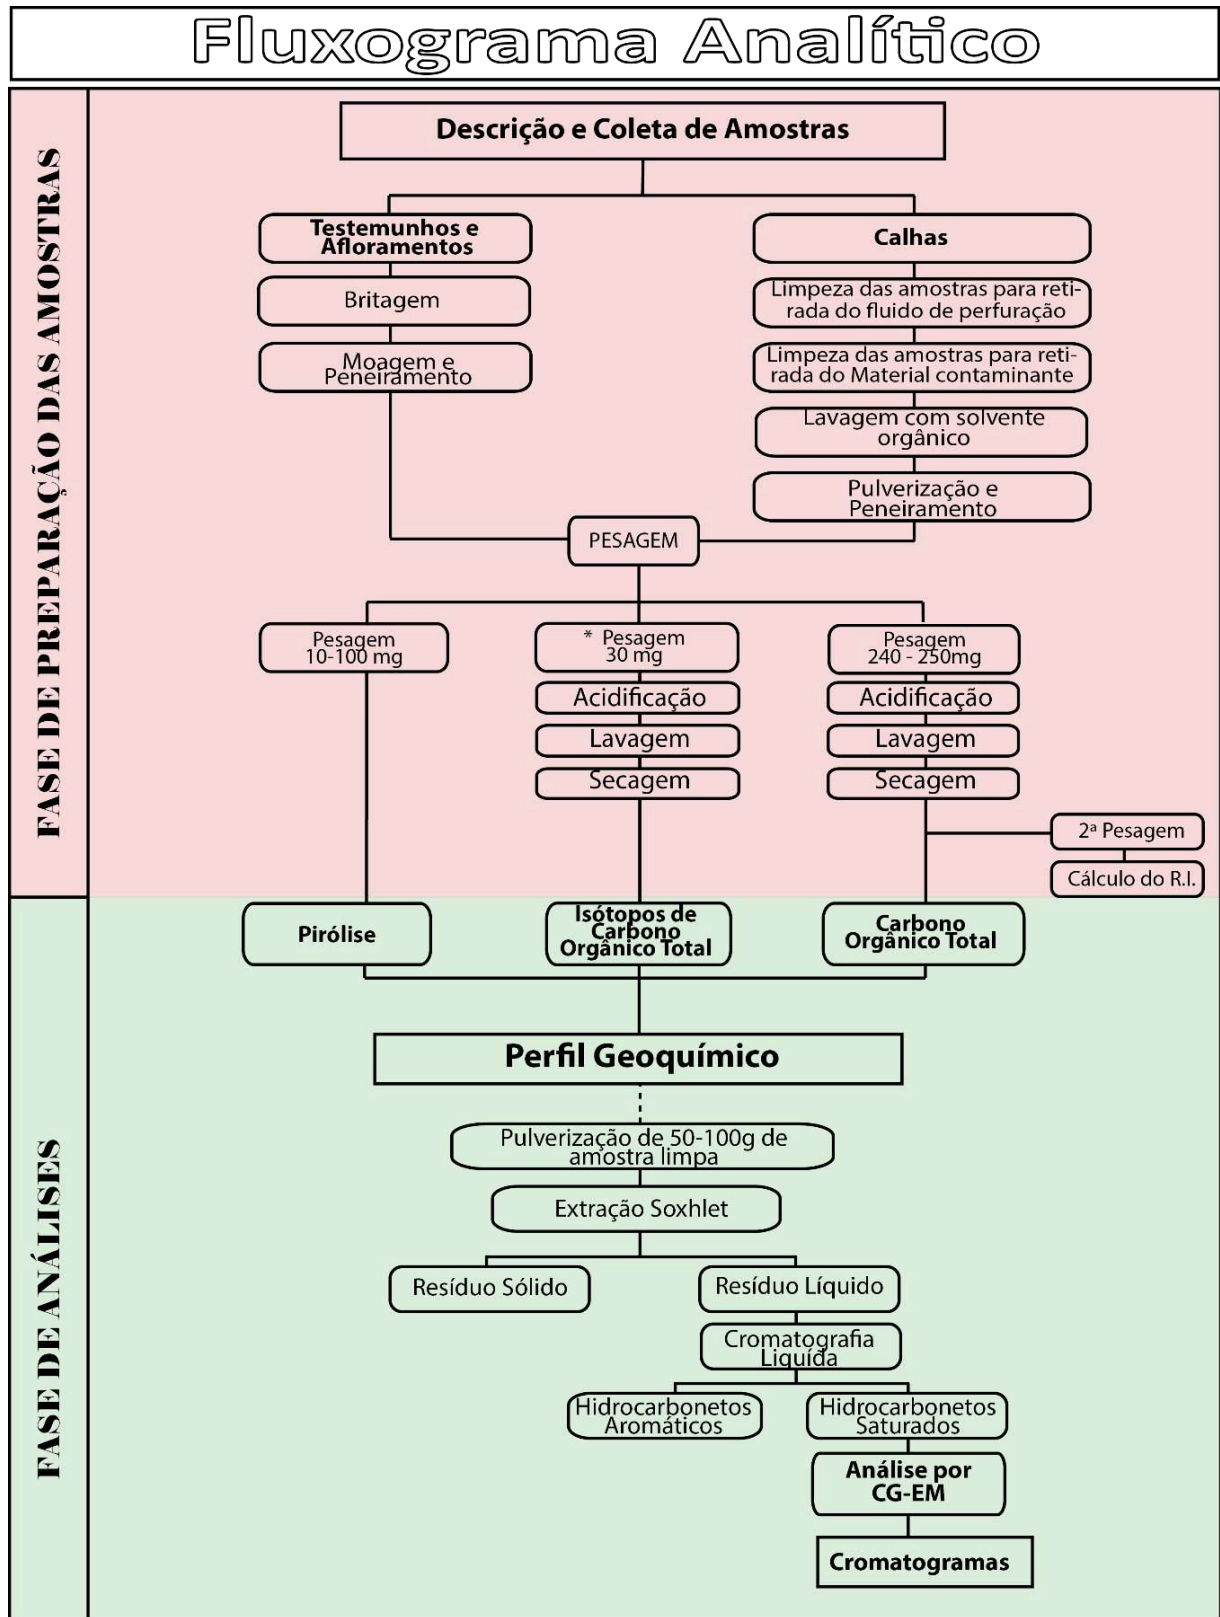 Fluxograma Analítico
FASE DE PREPARAÇÃO DAS AMOSTRAS
Descrição e Coleta de Amostras
Testemunhos e
Afloramentos
Britagem
Moagem e
Peneiramento
Calhas
Limpeza das amostras para reti-
rada do fluido de perfuração
Limpeza das amostras para reti-
rada do Material contaminante
Lavagem com solvente
orgânico
Pulverização e
Peneiramento
PESAGEM
Pesagem
10-100 mg
* Pesagem
30 mg
Acidificação
Lavagem
Secagem
Pesagem
240 - 250mg
Acidificação
Lavagem
Secagem
2ª Pesagem
Cálculo do R.I.
FASE DE ANÁLISES
Pirólise
Isótopos de
Carbono
Orgânico Total
Carbono
Orgânico Total
Perfil Geoquímico
Pulverização de 50-100g de
amostra limpa
Extração Soxhlet
Resíduo Sólido
Resíduo Líquido
Cromatografia
Liquída
Hidrocarbonetos
Aromáticos
Hidrocarbonetos
Saturados
Análise por
CG-EM
Cromatogramas